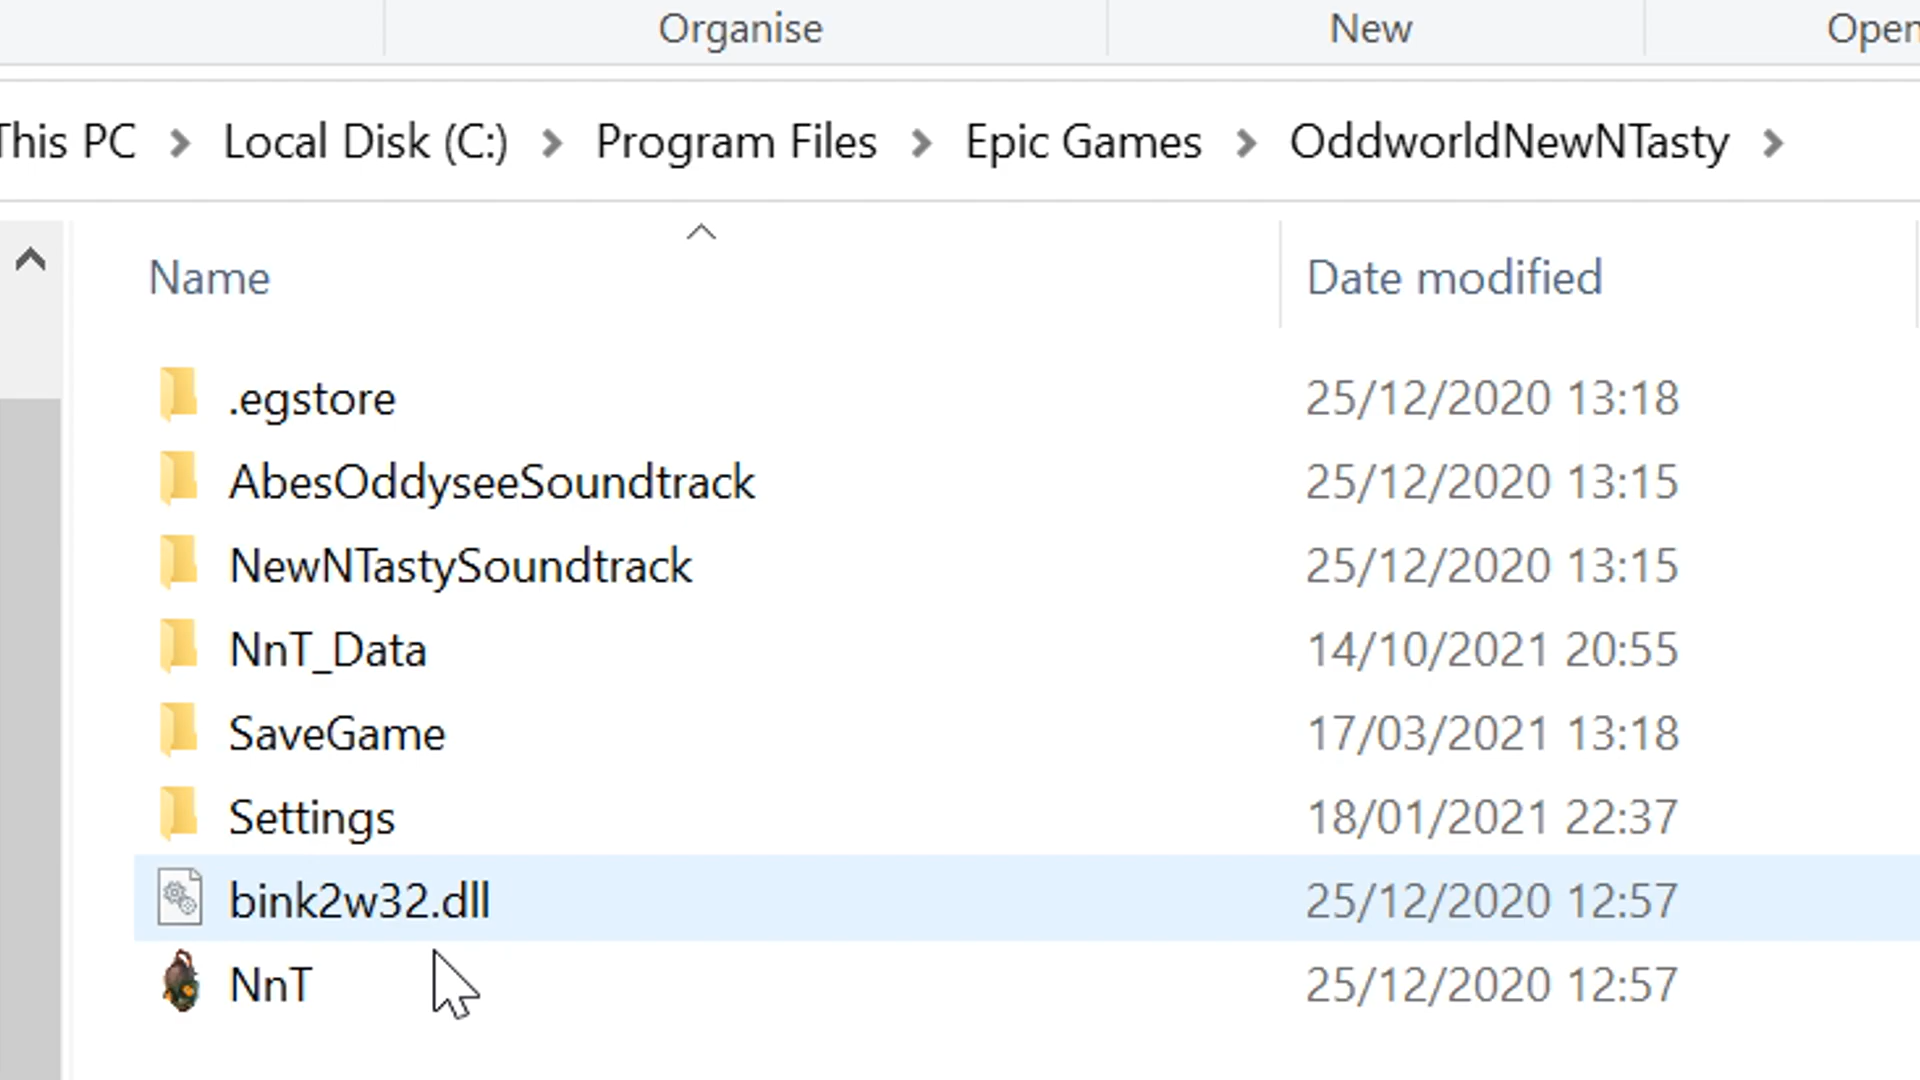 Organise New Open
This PC > Local Disk (C:) > Program Files > Epic Games > OddworldNewNTasty >
Name Date modified
.egstore 25/12/2020 13:18
AbesOddyseeSoundtrack 25/12/2020 13:15
NewNTastySoundtrack 25/12/2020 13:15
NnT_Data 14/10/2021 20:55
SaveGame 17/03/2021 13:18
Settings 18/01/2021 22:37
bink2w32.dll 25/12/2020 12:57
NnT 25/12/2020 12:57